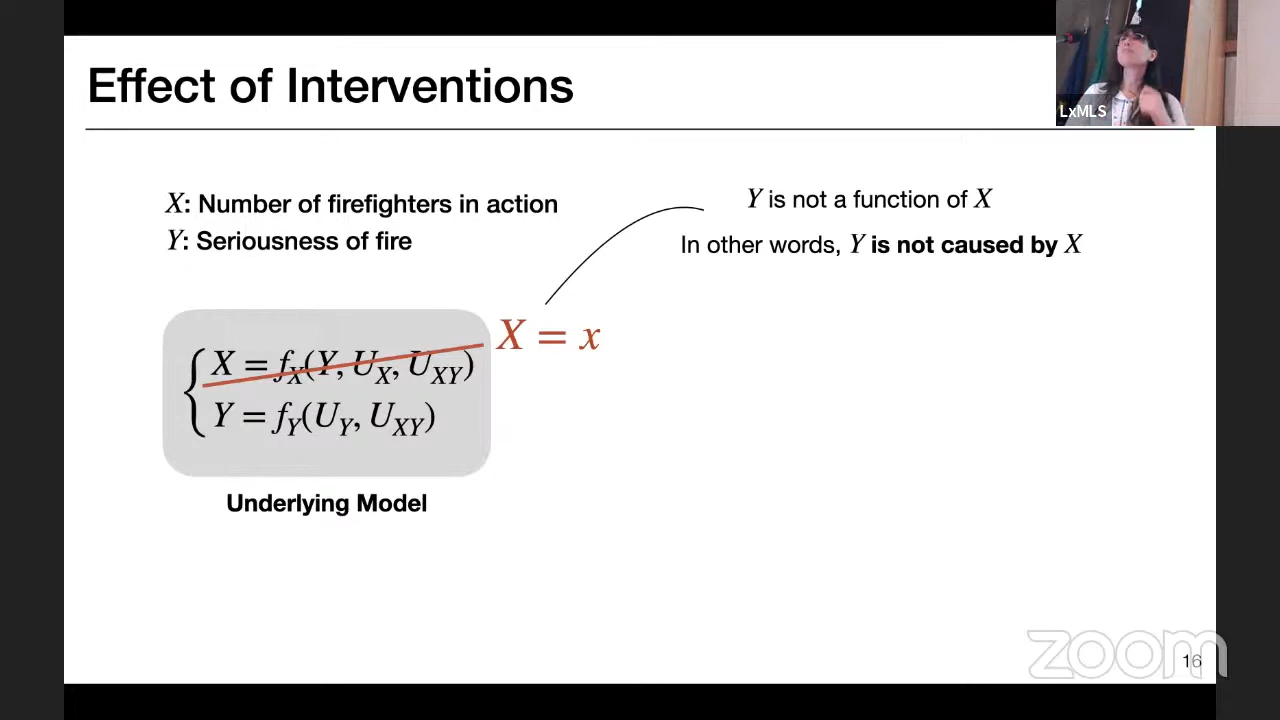 Effect of Interventions
LxMLS
X: Number of firefighters in action
Y: Seriousness of fire
Y is not a function of X
In other words, Y is not caused by X
X = x
X = f_X(Y, U_X, U_XY)
Y = f_Y(U_Y, U_XY)
Underlying Model
zoom
16